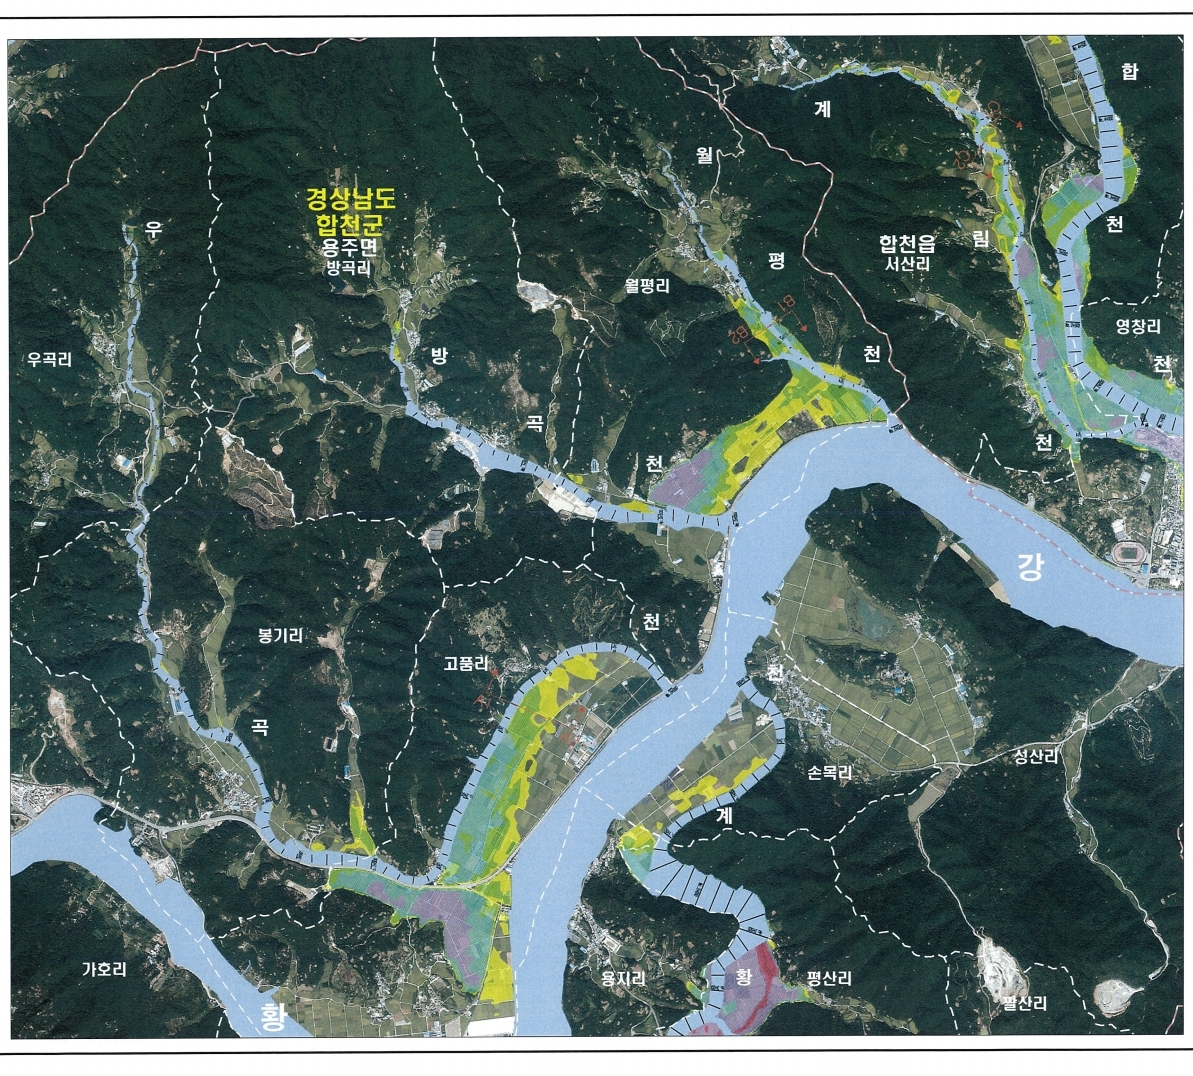 합
계
월
경상남도
합천군
용주면
방곡리
우
천
림
합천읍
서산리
평
월평리
영창리
우곡리
방
천
천
B1
B2
곡
천
천
강
천
봉기리
고품리
천
곡
성산리
손목리
계
가호리
용지리
황
평산리
팔산리
황